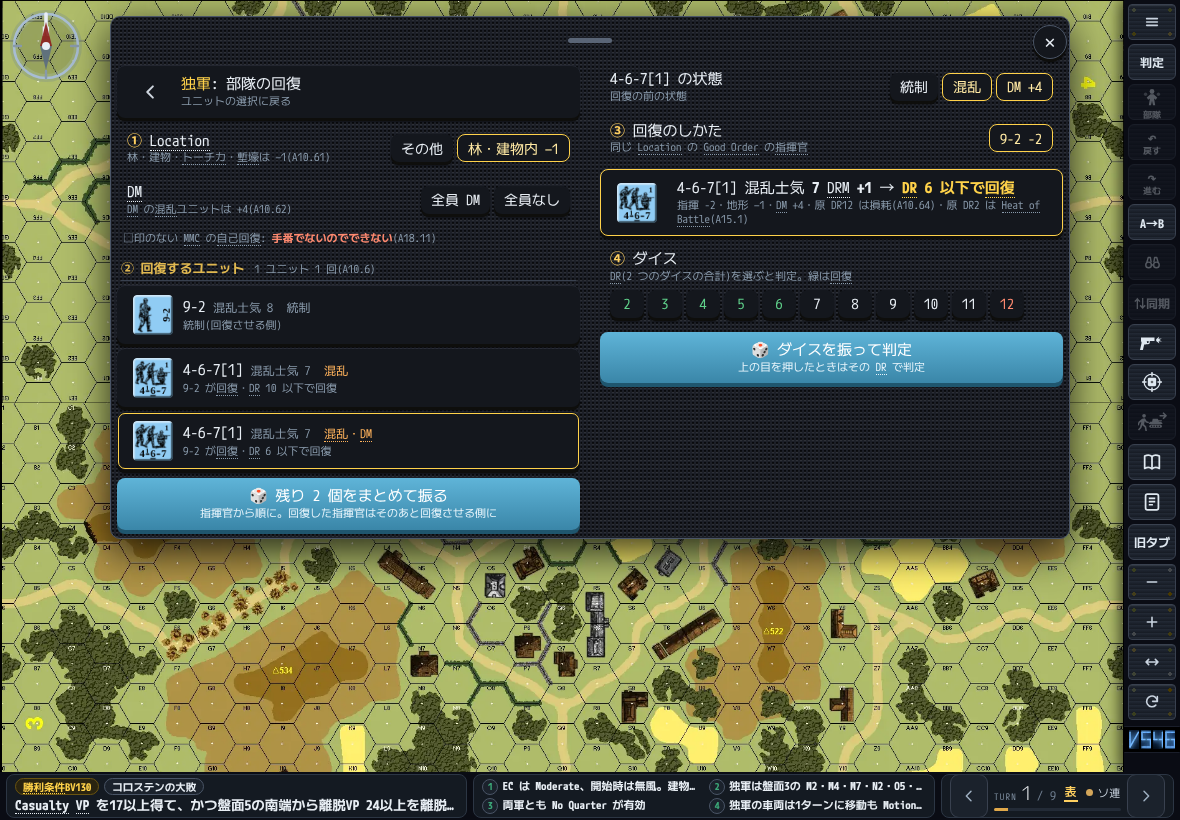 独軍: 部隊の回復
ユニットの選択に戻る
① Location
林・建物・トーチカ・塹壕は −1(A10.61)
その他
林・建物内 −1
DM
DM の混乱ユニットは +4(A10.62)
全員 DM
全員なし
□印のない MMC の自己回復: 手番でないのでできない(A18.11)
② 回復するユニット 1 ユニット 1 回(A10.6)
9-2 混乱士気 8 統制
統制(回復させる側)
4-6-7[1] 混乱士気 7 混乱
9-2 が回復・DR 10 以下で回復
4-6-7[1] 混乱士気 7 混乱・DM
9-2 が回復・DR 6 以下で回復
残り 2 個をまとめて振る
指揮官から順に。回復した指揮官はそのあと回復させる側に
4-6-7[1] の状態
回復の前の状態
統制
混乱
DM +4
③ 回復のしかた
同じ Location の Good Order の指揮官
9-2 -2
4-6-7[1] 混乱士気 7 DRM +1 → DR 6 以下で回復
指揮 -2・地形 −1・DM +4・原 DR12 は損耗(A10.64)・原 DR2 は Heat of
Battle(A15.1)
④ ダイス
DR(2 つのダイスの合計)を選ぶと判定。緑は回復
2 3 4 5 6 7 8 9 10 11 12
ダイスを振って判定
上の目を押したときはその DR で判定
判定
部隊
戻す
進む
A→B
⇅同期
旧タブ
−
+
VS46
4
3
△534
△522
勝利条件BV130
コロステンの大敗
Casualty VP を17以上得て、かつ盤面5の南端から離脱VP 24以上を離脱…
① EC は Moderate、開始時は無風。建物…
② 独軍は盤面3の M2・M4・M7・N2・O5・…
③ 両軍とも No Quarter が有効
④ 独軍の車両は1ターンに移動も Motion…
TURN 1 / 9 表 ● ソ連